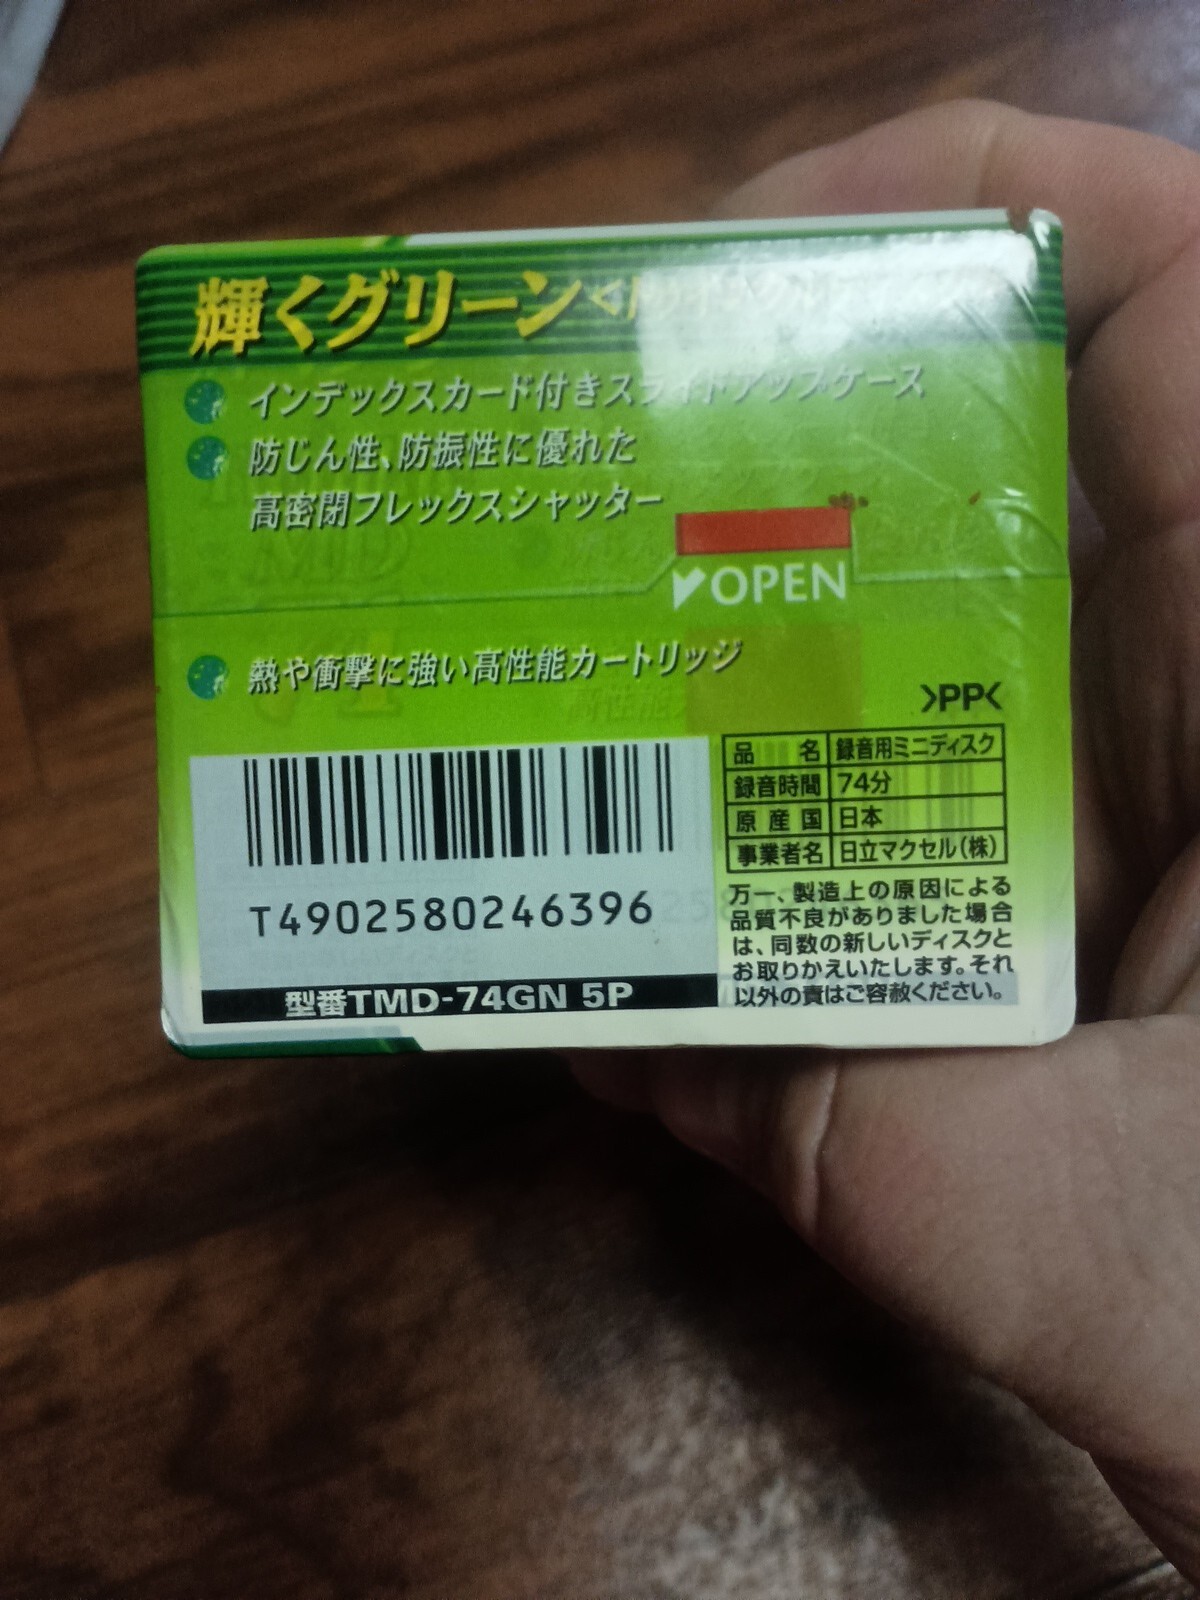 輝くグリーン
インデックスカード付きスライドアップケース
防じん性、防振性に優れた
高密閉フレックスシャッター
OPEN
熱や衝撃に強い高性能カートリッジ
>PP<
品名 録音用ミニディスク
録音時間 74分
原産国 日本
事業者名 日立マクセル(株)
万一、製造上の原因による
品質不良がありました場合
は、同数の新しいディスクと
お取りかえいたします。それ
以外の責はご容赦ください。
T4902580246396
型番TMD-74GN 5P